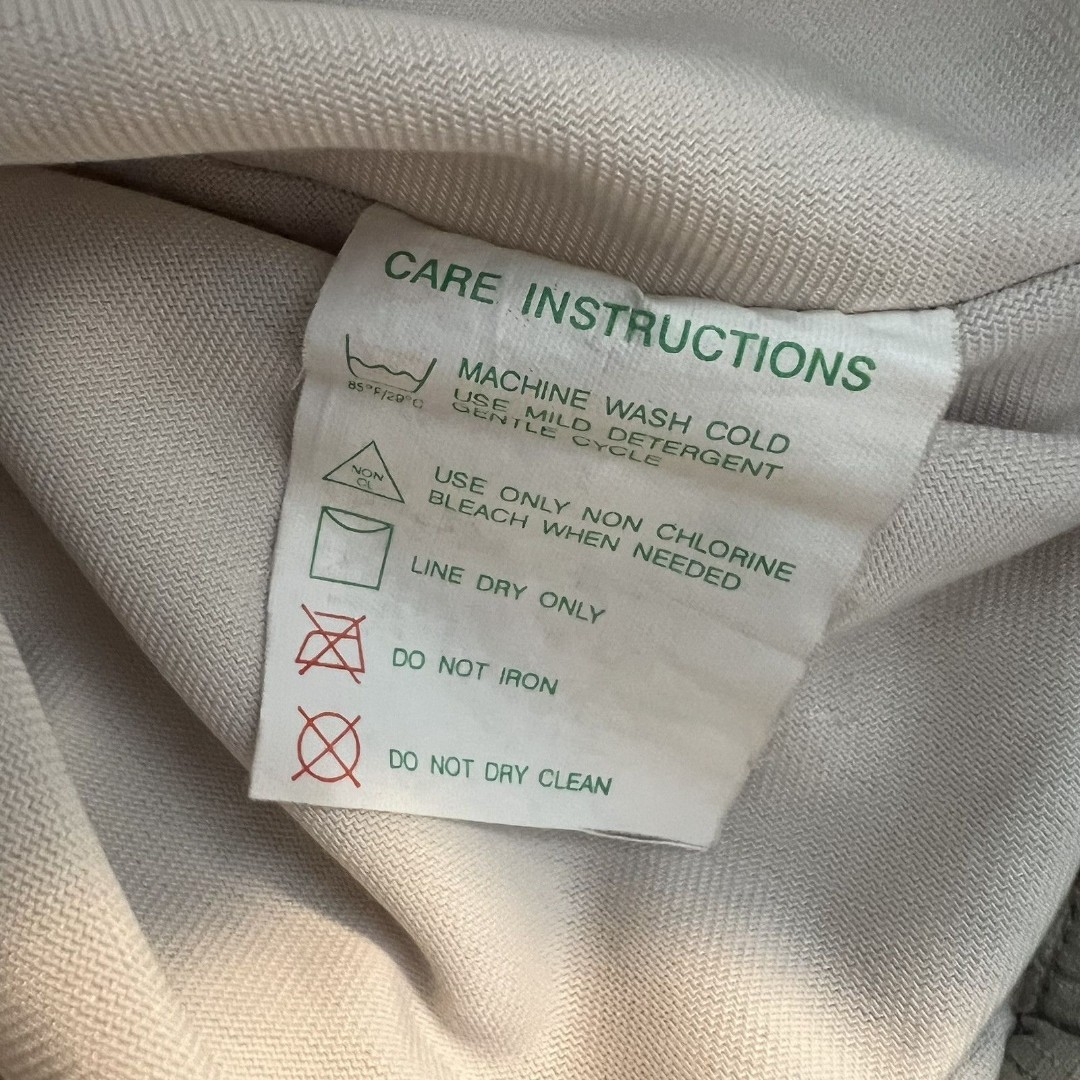 CARE INSTRUCTIONS
MACHINE WASH COLD
USE MILD DETERGENT
GENTLE CYCLE
85°F/29°C
NON
CL
USE ONLY NON CHLORINE
BLEACH WHEN NEEDED
LINE DRY ONLY
DO NOT IRON
DO NOT DRY CLEAN